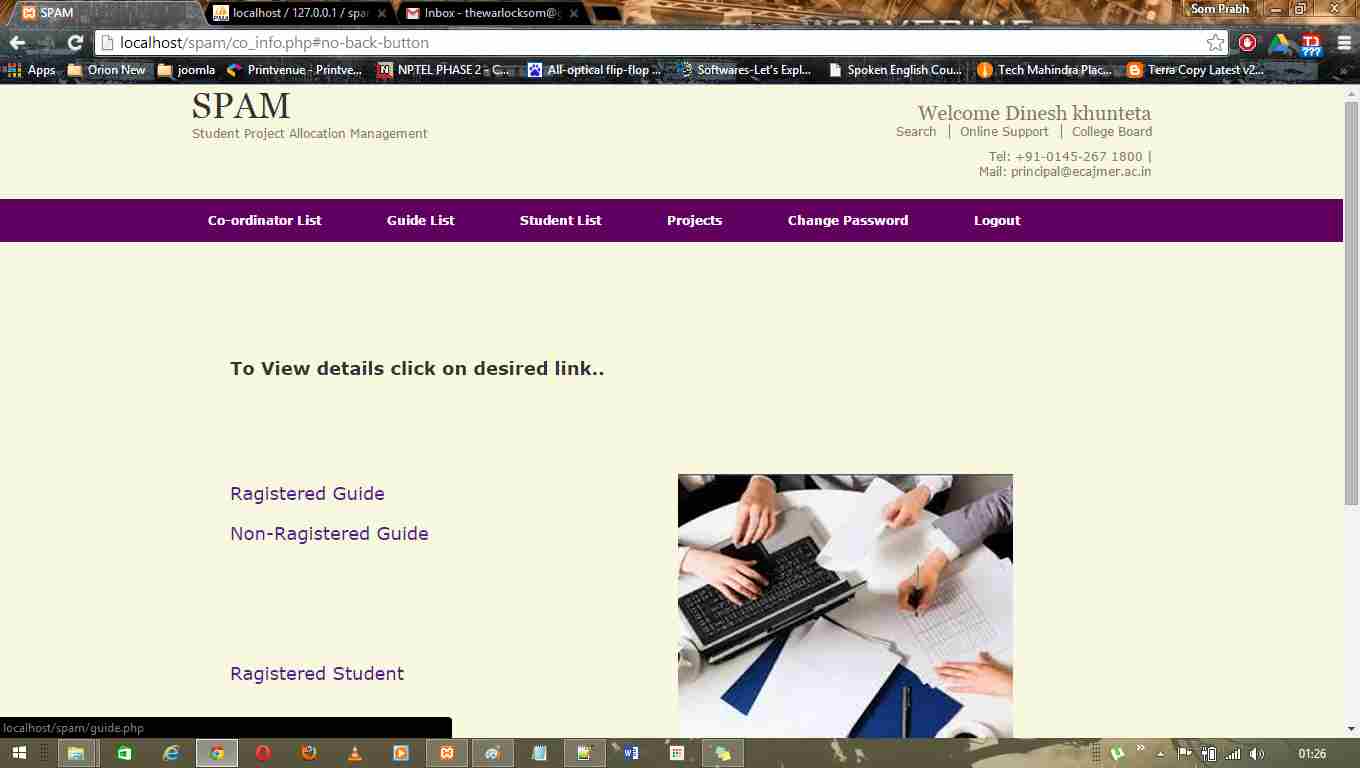 SPAM
localhost / 127.0.0.1 / spa
Inbox - thewarlocksom@g
Som Prabh
localhost/spam/co_info.php#no-back-button
Apps
Orion New
joomla
Printvenue - Printve...
NPTEL PHASE 2 - C...
All-optical flip-flop ...
Softwares-Let's Expl...
Spoken English Cou...
Tech Mahindra Plac...
Terra Copy Latest v2...
SPAM
Student Project Allocation Management
Welcome Dinesh khunteta
Search | Online Support | College Board
Tel: +91-0145-267 1800 |
Mail: principal@ecajmer.ac.in
Co-ordinator List
Guide List
Student List
Projects
Change Password
Logout
To View details click on desired link..
Ragistered Guide
Non-Ragistered Guide
Ragistered Student
localhost/spam/guide.php
01:26